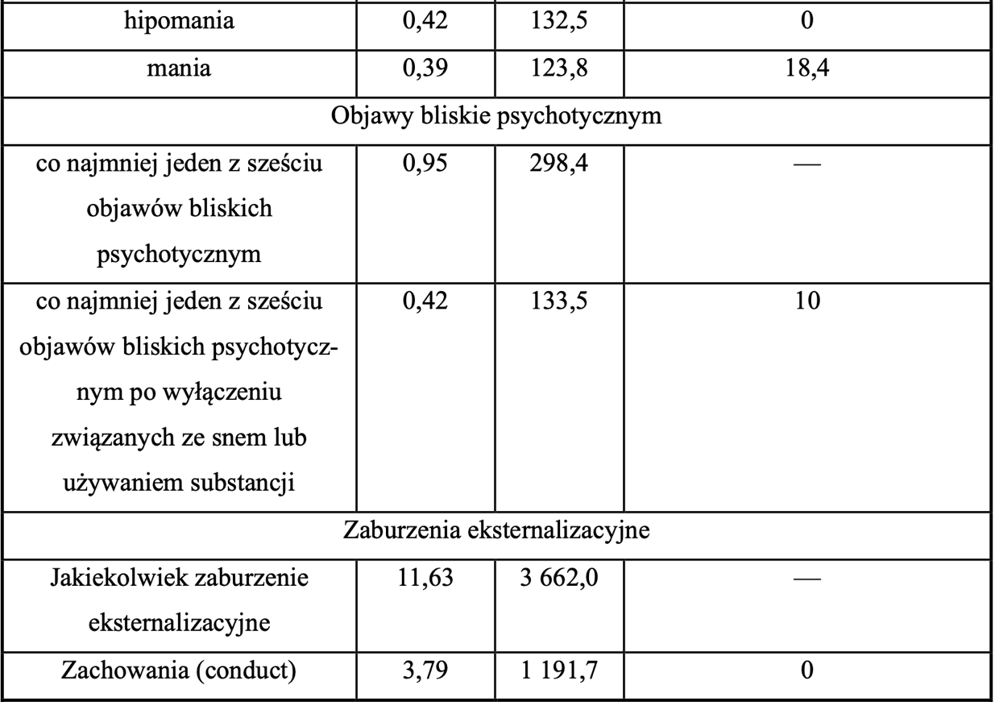 hipomania 0,42 132,5 0
mania 0,39 123,8 18,4
Objawy bliskie psychotycznym
co najmniej jeden z sześciu 0,95 298,4 —
objawów bliskich
psychotycznym
co najmniej jeden z sześciu 0,42 133,5 10
objawów bliskich psychotycz-
nym po wyłączeniu
związanych ze snem lub
używaniem substancji
Zaburzenia eksternalizacyjne
Jakiekolwiek zaburzenie 11,63 3 662,0 —
eksternalizacyjne
Zachowania (conduct) 3,79 1 191,7 0